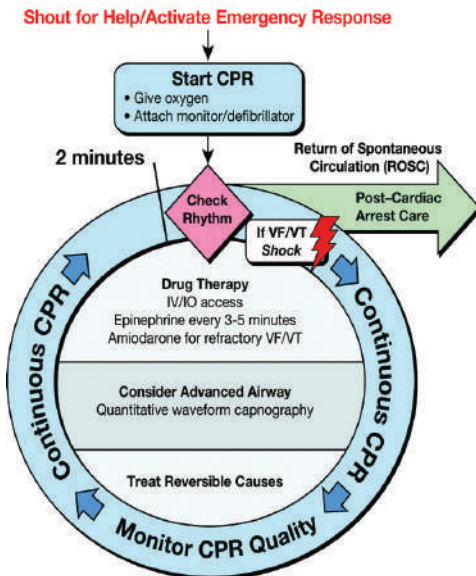 Shout for Help/Activate Emergency Response
Start CPR
• Give oxygen
• Attach monitor/defibrillator
2 minutes
Return of Spontaneous
Circulation (ROSC)
Check
Rhythm
Post–Cardiac
Arrest Care
If VF/VT
Shock
Drug Therapy
IV/IO access
Epinephrine every 3-5 minutes
Amiodarone for refractory VF/VT
Consider Advanced Airway
Quantitative waveform capnography
Treat Reversible Causes
Continuous CPR
Continuous CPR
Monitor CPR Quality